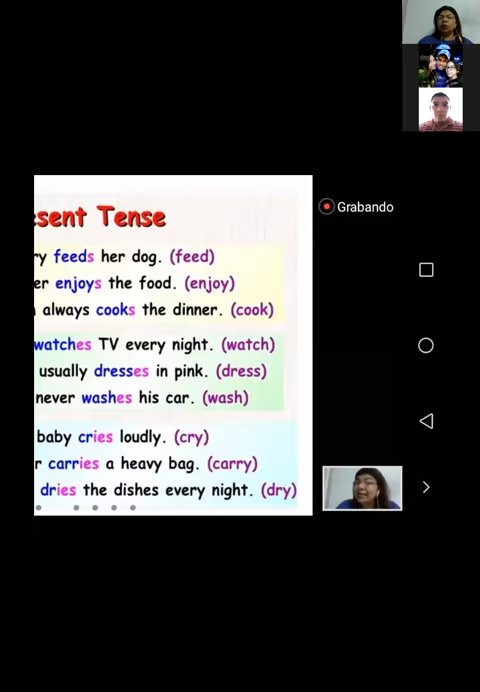 Grabando
esent Tense
ry feeds her dog. (feed)
er enjoys the food. (enjoy)
always cooks the dinner. (cook)
watches TV every night. (watch)
usually dresses in pink. (dress)
never washes his car. (wash)
baby cries loudly. (cry)
r carries a heavy bag. (carry)
dries the dishes every night. (dry)